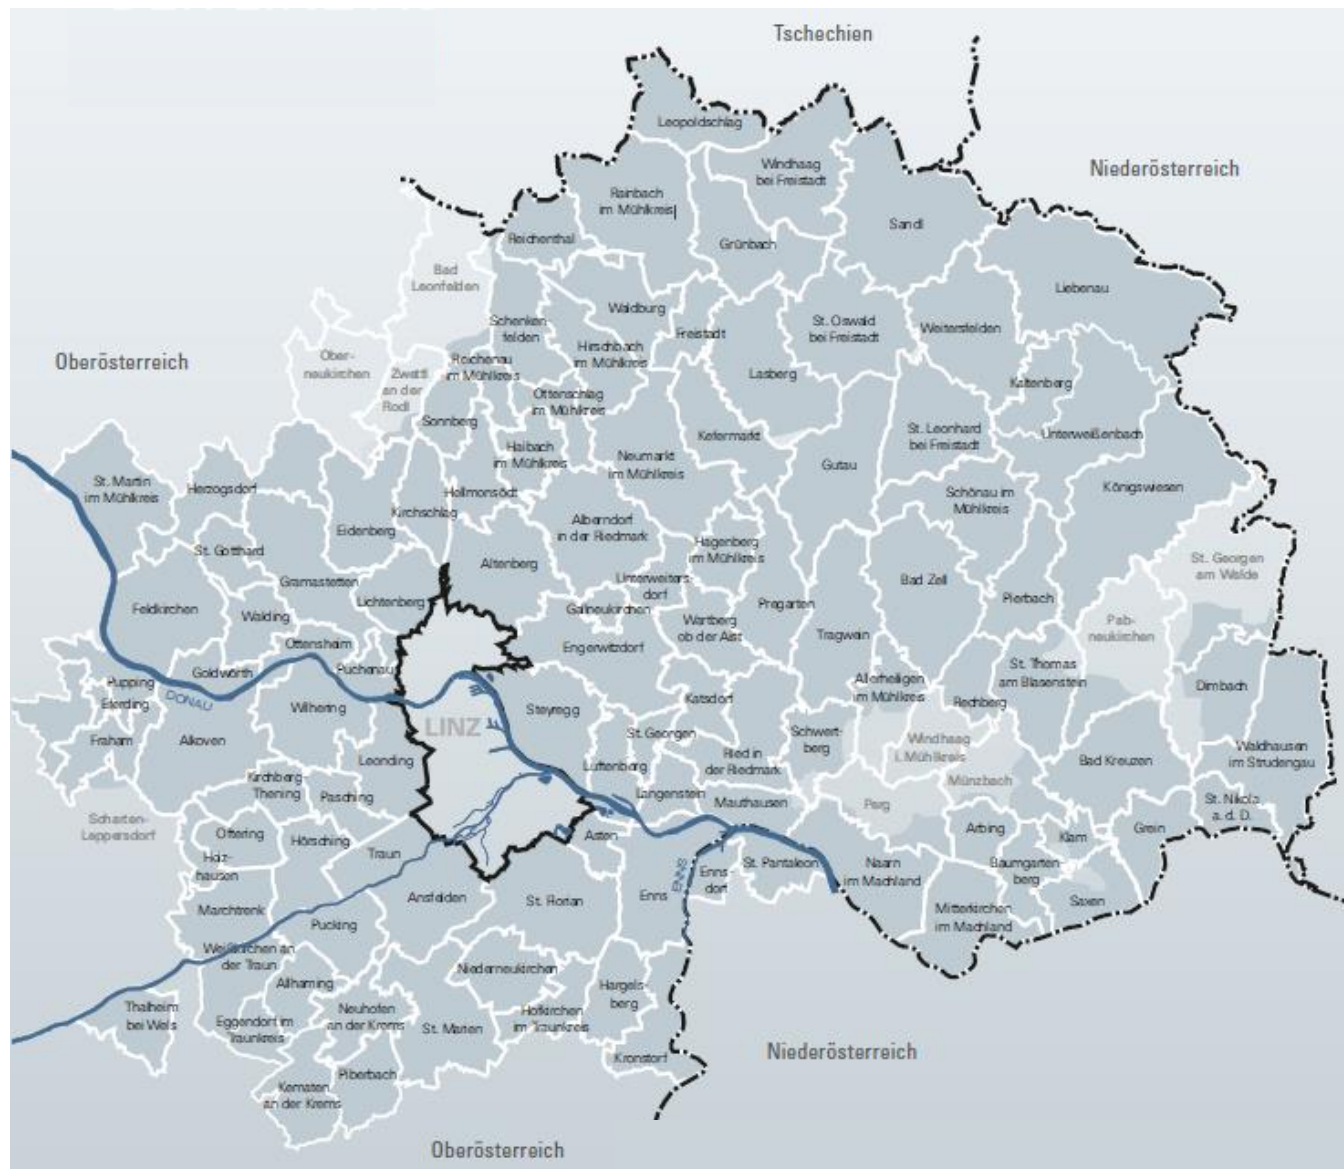 Tschechien
Leopoldschlag
Windhaag
bei Freistadt
Niederösterreich
Rainbach
im Mühlkreis
Sandl
Reichenthal
Grünbach
Bad
Leonfelden
Liebenau
Waldburg
Schenken-
felden
Freistadt
St. Oswald
bei Freistadt
Weitersfelden
Oberösterreich
Ober-
neukirchen
Hirschbach
im Mühlkreis
Reichenau
im Mühlkreis
Zwettl
an der
Rodl
Lasberg
Kaltenberg
Ottenschlag
im Mühlkreis
Sonnberg
St. Leonhard
bei Freistadt
Kefermarkt
Unterweißenbach
Haibach
im Mühlkreis
Neumarkt
im Mühlkreis
Gutau
St. Martin
im Mühlkreis
Herzogsdorf
Hellmonsödt
Schönau im
Mühlkreis
Königswiesen
Kirchschlag
Eidenberg
Alberndorf
in der Riedmark
Hagenberg
im Mühlkreis
St. Gotthard
Altenberg
St. Georgen
am Walde
Gramastetten
Unterweiters-
dorf
Bad Zell
Lichtenberg
Feldkirchen
Walding
Galneukirchen
Pregarten
Pierbach
Wartberg
ob der Aist
Pab-
neukirchen
Ottensheim
Engerwitzdorf
Tragwein
Puchenau
Goldwörth
St. Thomas
am Blasenstein
Allerheiligen
im Mühlkreis
Pupping
Eferding
DONAU
Dimbach
Rechberg
Katsdorf
Wilhering
Steyregg
LINZ
St. Georgen
Schwert-
berg
Windhaag
i. Mühlkreis
Fraham
Alkoven
Waldhausen
im Strudengau
Leonding
Luftenberg
Ried in
der Riedmark
Bad Kreuzen
Kirchberg-
Thening
Münzbach
Pasching
Langenstein
Mauthausen
Perg
St. Nikola
a. d. D.
Scharten-
Leppersdorf
Oftering
Hörsching
Asten
Arbing
Klam
Grein
Holz-
hausen
Traun
St. Pantaleon
Naarn
im Machland
Baumgarten-
berg
Enns-
dorf
ENNS
Enns
Ansfelden
St. Florian
Saxen
Marchtrenk
Mitterkirchen
im Machland
Pucking
Weißkirchen an
der Traun
Niederneukirchen
Allhaming
Hargels-
berg
Thalheim
bei Wels
Neuhofen
an der Krems
Hofkirchen
im Traunkreis
Eggendorf im
Traunkreis
St. Marien
Kronstorf
Niederösterreich
Piberbach
Kematen
an der Krems
Oberösterreich